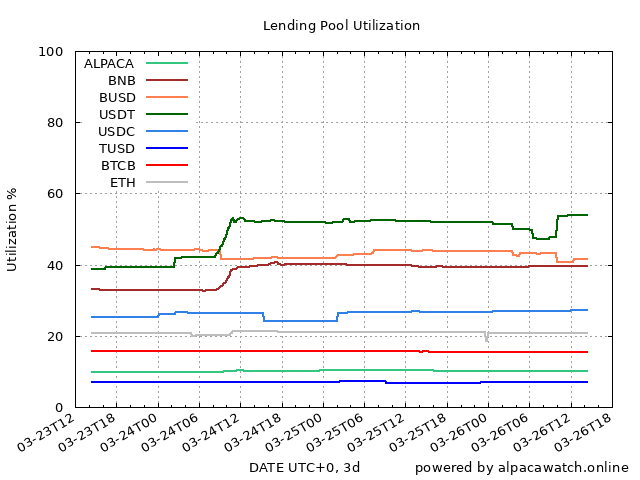 Lending Pool Utilization
Utilization %
100
80
60
40
20
0
ALPACA
BNB
BUSD
USDT
USDC
TUSD
BTCB
ETH
03-23T12
03-23T18
03-24T00
03-24T06
03-24T12
03-24T18
03-25T00
03-25T06
03-25T12
03-25T18
03-26T00
03-26T06
03-26T12
03-26T18
DATE UTC+0, 3d
powered by alpacawatch.online